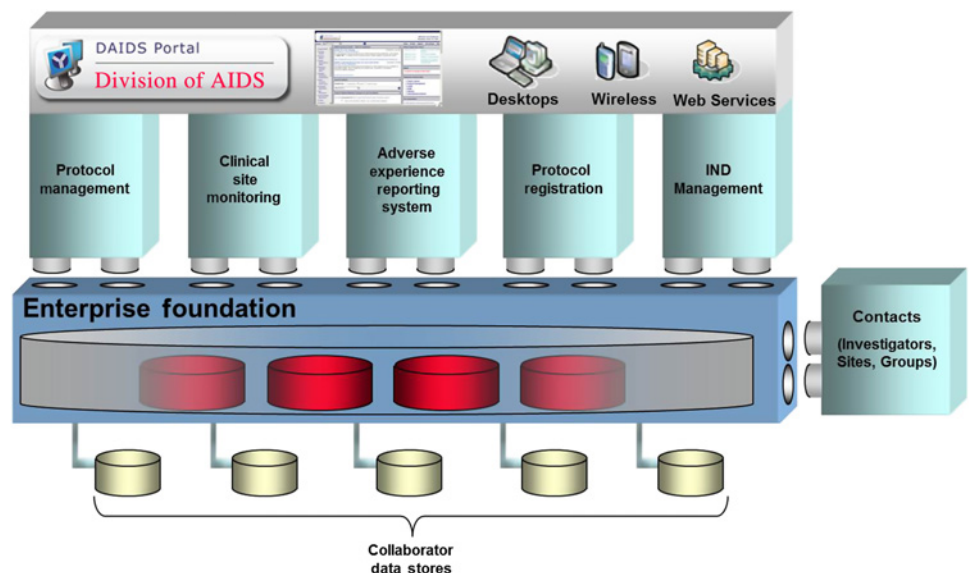 DAIDS Portal
Division of AIDS
Desktops
Wireless
Web Services
Protocol
management
Clinical
site
monitoring
Adverse
experience
reporting
system
Protocol
registration
IND
Management
Enterprise foundation
Contacts
(Investigators,
Sites, Groups)
Collaborator
data stores